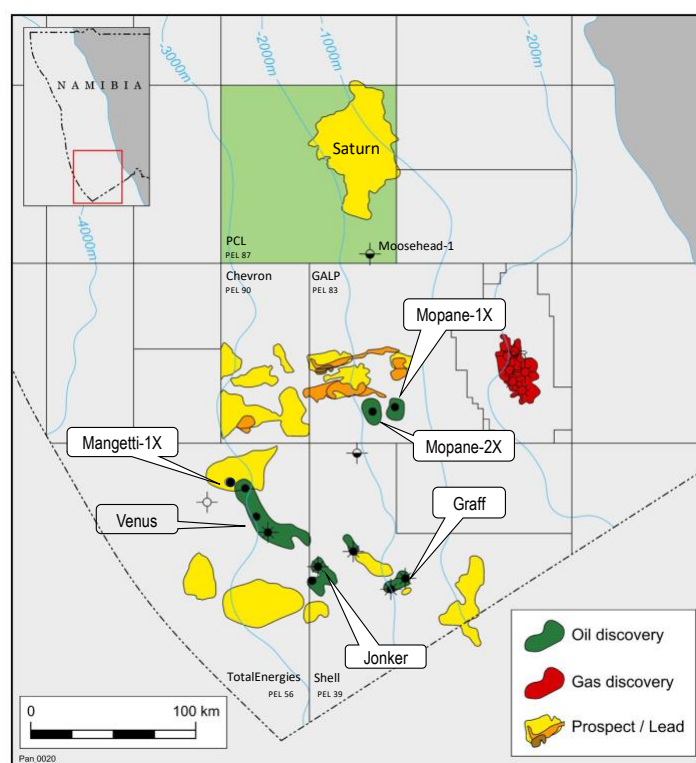 NAMIBIA
-3000m
-2000m
-1000m
-200m
-4000m
Saturn
PCL
PEL 87
Moosehead-1
Chevron
PEL 90
GALP
PEL 83
Mopane-1X
Mopane-2X
Mangetti-1X
Venus
Graff
Jonker
TotalEnergies
PEL 56
Shell
PEL 39
Oil discovery
Gas discovery
Prospect / Lead
0 100 km
Pan 0020